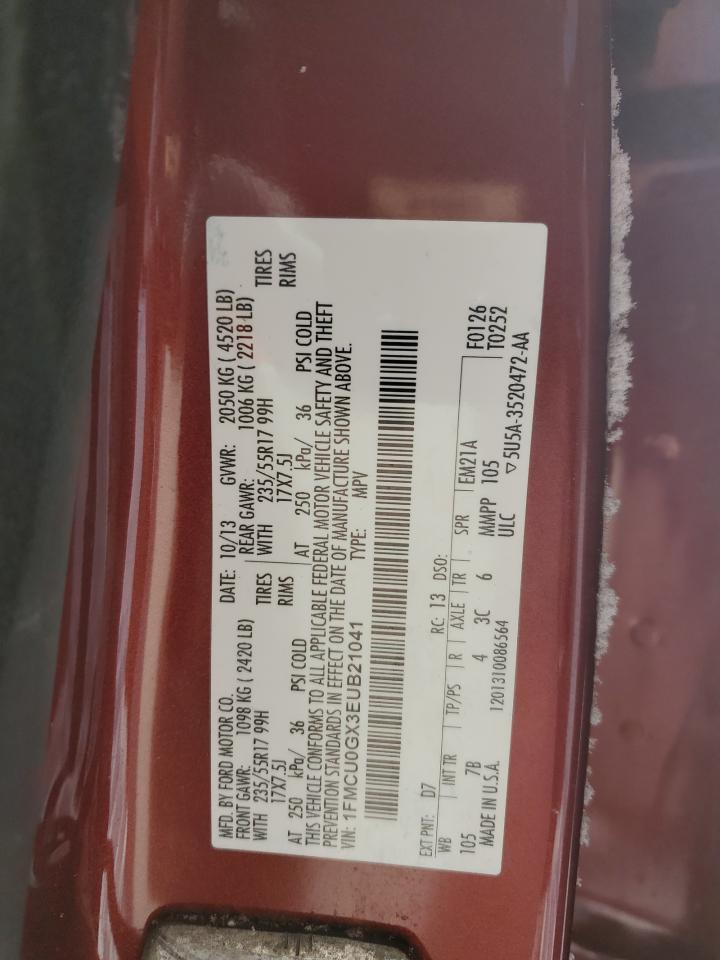 MFD. BY FORD MOTOR CO. DATE: 10/13 GVWR: 2050 KG ( 4520 LB)
FRONT GAWR: 1098 KG ( 2420 LB) REAR GAWR: 1006 KG ( 2218 LB)
WITH 235/55R17 99H TIRES WITH 235/55R17 99H TIRES
17X7.5J RIMS 17X7.5J RIMS
AT 250 kPa/ 36 PSI COLD AT 250 kPa/ 36 PSI COLD
THIS VEHICLE CONFORMS TO ALL APPLICABLE FEDERAL MOTOR VEHICLE SAFETY AND THEFT
PREVENTION STANDARDS IN EFFECT ON THE DATE OF MANUFACTURE SHOWN ABOVE.
VIN: 1FMCU0GX3EUB21041 TYPE: MPV
EXT PNT: D7 RC: 13 DSO: F0126
WB INT TR TP/PS R AXLE TR SPR EM21A T0252
105 7B 4 3C 6 MMPP 105
MADE IN U.S.A. 1201310086564 ULC ▽5U5A-3520472-AA